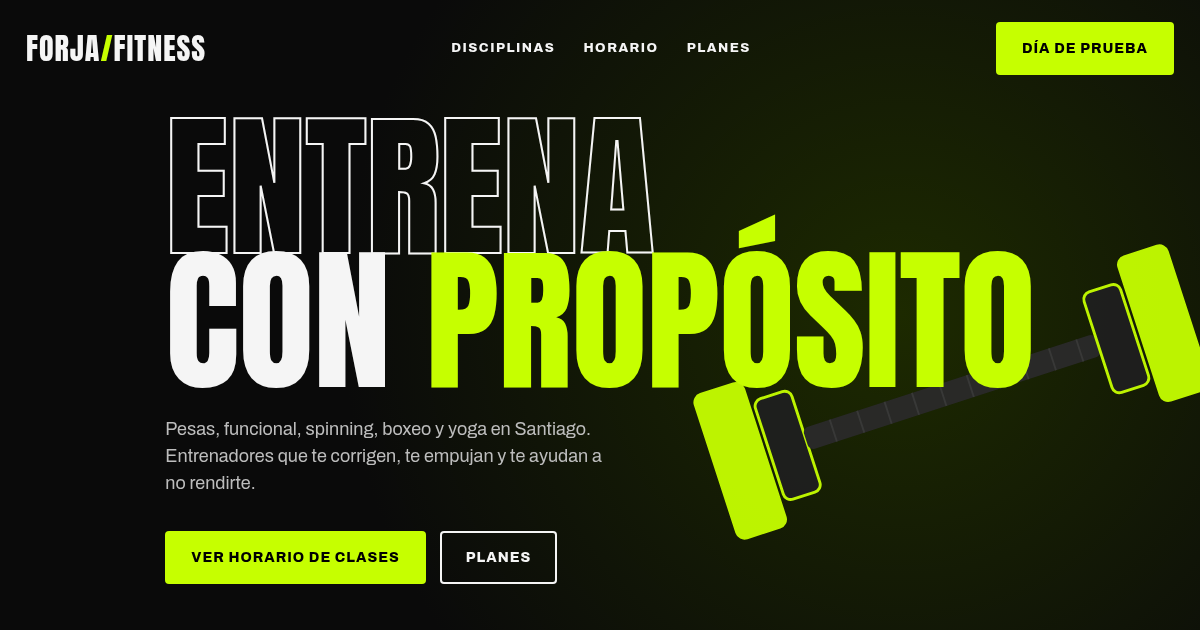 FORJA/FITNESS
DISCIPLINAS
HORARIO
PLANES
DÍA DE PRUEBA
ENTRENA
CON PROPÓSITO
Pesas, funcional, spinning, boxeo y yoga en Santiago.
Entrenadores que te corrigen, te empujan y te ayudan a
no rendirte.
VER HORARIO DE CLASES
PLANES